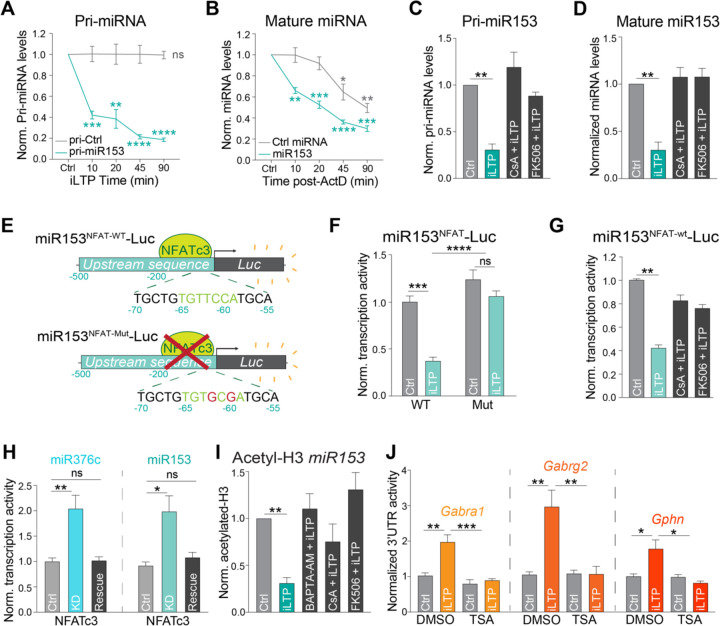 A
Pri-miRNA
Norm. Pri-miRNA levels
1.2
1.0
0.8
0.6
0.4
0.2
0.0
ns
**
***
****
****
pri-Ctrl
pri-miR153
Ctrl 10 20 45 90
iLTP Time (min)
B
Mature miRNA
Norm. miRNA levels
1.2
1.0
0.8
0.6
0.4
0.2
0.0
*
**
**
***
****
***
Ctrl miRNA
miR153
Ctrl 10 20 45 90
Time post-ActD (min)
C
Pri-miR153
Norm. pri-miRNA levels
1.5
1.0
0.5
0.0
**
Ctrl
iLTP
CsA + iLTP
FK506 + iLTP
D
Mature miR153
Normalized miRNA levels
1.5
1.0
0.5
0.0
**
Ctrl
iLTP
CsA + iLTP
FK506 + iLTP
E
miR153NFAT-WT-Luc
NFATc3
Upstream sequence
Luc
-500
-200
TGCTGTGTTCCATGCA
-70 -65 -60 -55
miR153NFAT-Mut-Luc
NFATc3
Upstream sequence
Luc
-500
-200
TGCTGTGTGCGATGCA
-70 -65 -60 -55
F
miR153NFAT-Luc
Norm. transcription activity
1.5
1.0
0.5
0.0
****
***
ns
Ctrl
iLTP
Ctrl
iLTP
WT Mut
G
miR153NFAT-wt-Luc
Norm. transcription activity
1.5
1.0
0.5
0.0
**
Ctrl
iLTP
CsA + iLTP
FK506 + iLTP
H
miR376c miR153
Norm. transcription activity
3
2
1
0
ns
**
ns
*
Ctrl
KD
Rescue
Ctrl
KD
Rescue
NFATc3 NFATc3
I
Acetyl-H3 miR153
Norm. acetylated-H3
1.5
1.0
0.5
0.0
**
Ctrl
iLTP
BAPTA-AM + iLTP
CsA + iLTP
FK506 + iLTP
J
Normalized 3'UTR activity
4
3
2
1
0
Gabra1
Gabrg2
Gphn
** ***
** **
* *
Ctrl
iLTP
Ctrl
iLTP
Ctrl
iLTP
Ctrl
iLTP
Ctrl
iLTP
Ctrl
iLTP
DMSO TSA DMSO TSA DMSO TSA